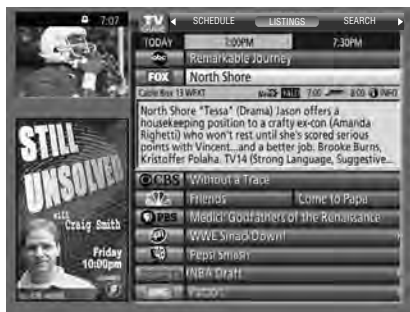 7:07
TV GUIDE
SCHEDULE LISTINGS SEARCH
TODAY 7:00PM 7:30PM
abc Remarkable Journey
FOX North Shore
Cable Box 13 WFXT 7:00 8:00 INFO
North Shore "Tessa" (Drama) Jason offers a
housekeeping position to a crafty ex-con (Amanda
Righetti) who won't rest until she's scored serious
points with Vincent...and a better job. Brooke Burns,
Kristoffer Polaha. TV14 (Strong Language, Suggestive...
CBS Without a Trace
Friends Come to Papa
PBS Medici: Godfathers of the Renaissance
WWE SmackDown!
Pepsi Smash
NBA Draft
STILL
UNSOLVED
with
Craig Smith
Friday
10:00pm